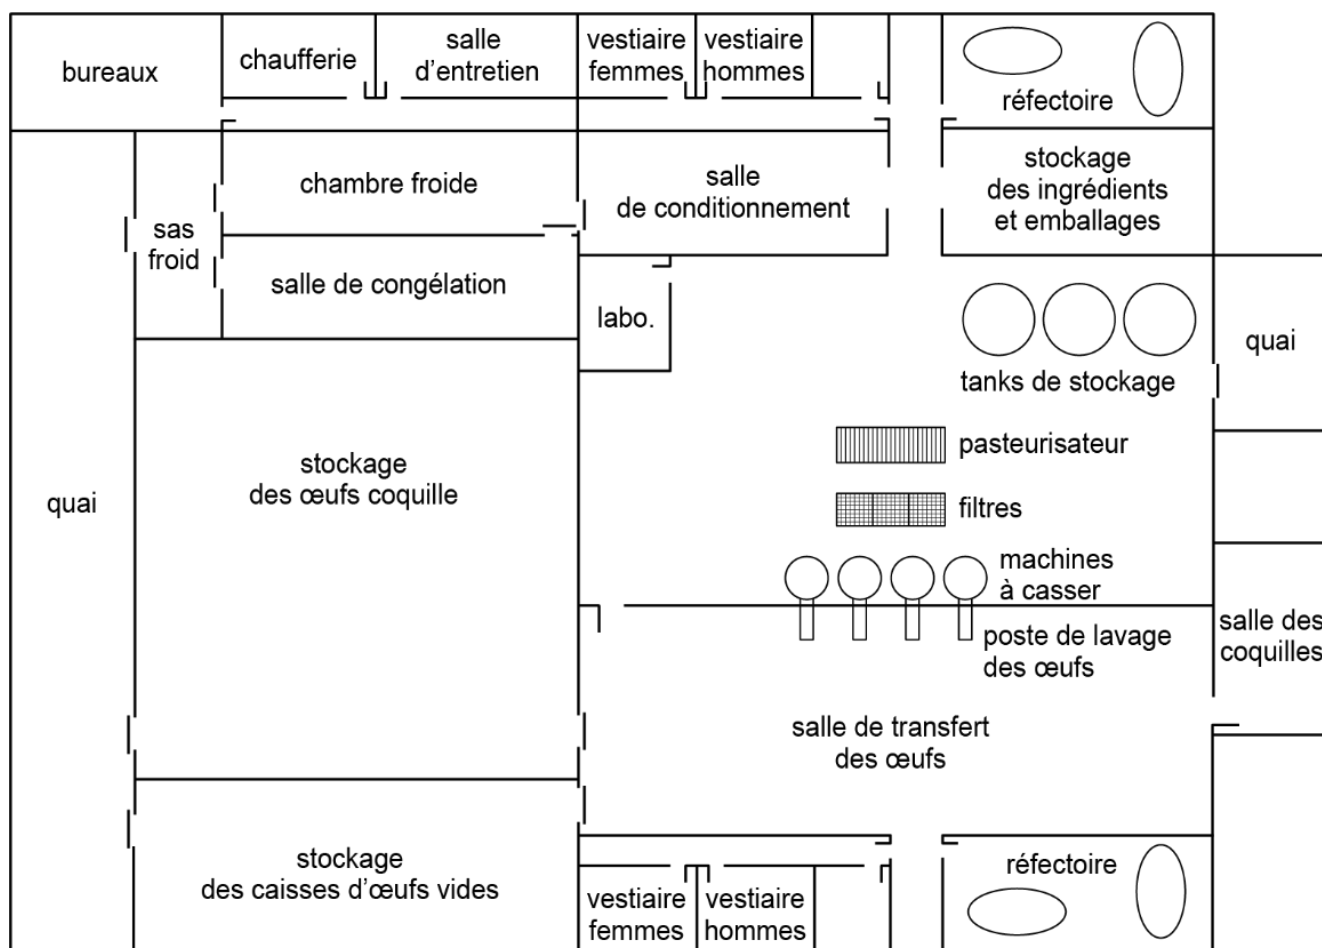 bureaux
chaufferie
salle
d'entretien
vestiaire
femmes
vestiaire
hommes
réfectoire
chambre froide
salle
de conditionnement
stockage
des ingrédients
et emballages
sas
froid
salle de congélation
labo.
quai
tanks de stockage
pasteurisateur
stockage
des œufs coquille
quai
filtres
machines
à casser
salle des
coquilles
poste de lavage
des œufs
salle de transfert
des œufs
stockage
des caisses d'œufs vides
vestiaire
femmes
vestiaire
hommes
réfectoire